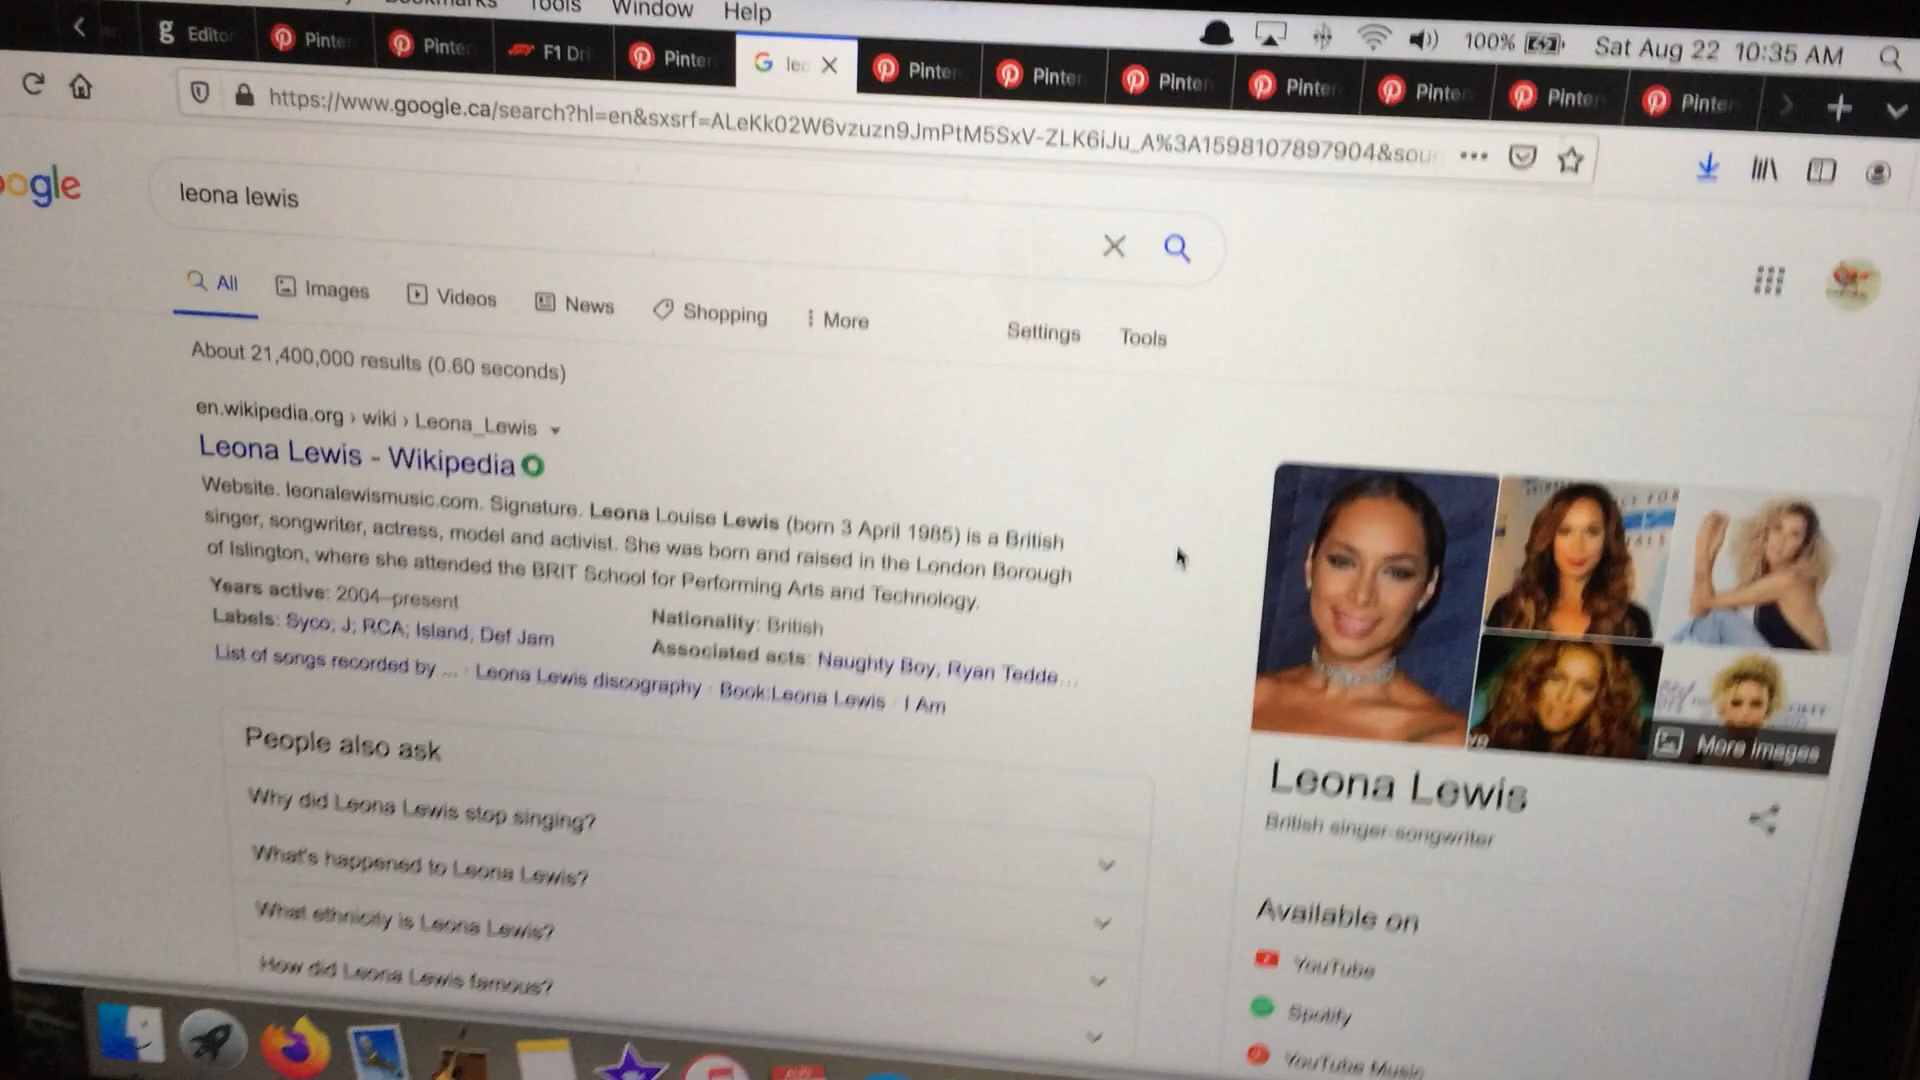 Tools Window Help
100% Sat Aug 22 10:35 AM
Editor Pinter Pinter F1 Dri Pinter leo Pinter Pinter Pinter Pinter Pinter Pinter Pinter
https://www.google.ca/search?hl=en&sxsrf=ALeKk02W6vzuzn9JmPtM5SxV-ZLK6iJu_A%3A1598107897904&sou
ogle
leona lewis
All Images Videos News Shopping More Settings Tools
About 21,400,000 results (0.60 seconds)
en.wikipedia.org › wiki › Leona_Lewis
Leona Lewis - Wikipedia
Website. leonalewismusic.com. Signature. Leona Louise Lewis (born 3 April 1985) is a British
singer, songwriter, actress, model and activist. She was born and raised in the London Borough
of Islington, where she attended the BRIT School for Performing Arts and Technology.
Years active: 2004–present
Nationality: British
Labels: Syco, J; RCA; Island, Def Jam
Associated acts: Naughty Boy, Ryan Tedde...
List of songs recorded by ... · Leona Lewis discography · Book:Leona Lewis · I Am
People also ask
Why did Leona Lewis stop singing?
What's happened to Leona Lewis?
What ethnicity is Leona Lewis?
How did Leona Lewis famous?
More images
Leona Lewis
British singer-songwriter
Available on
YouTube
Spotify
YouTube Music